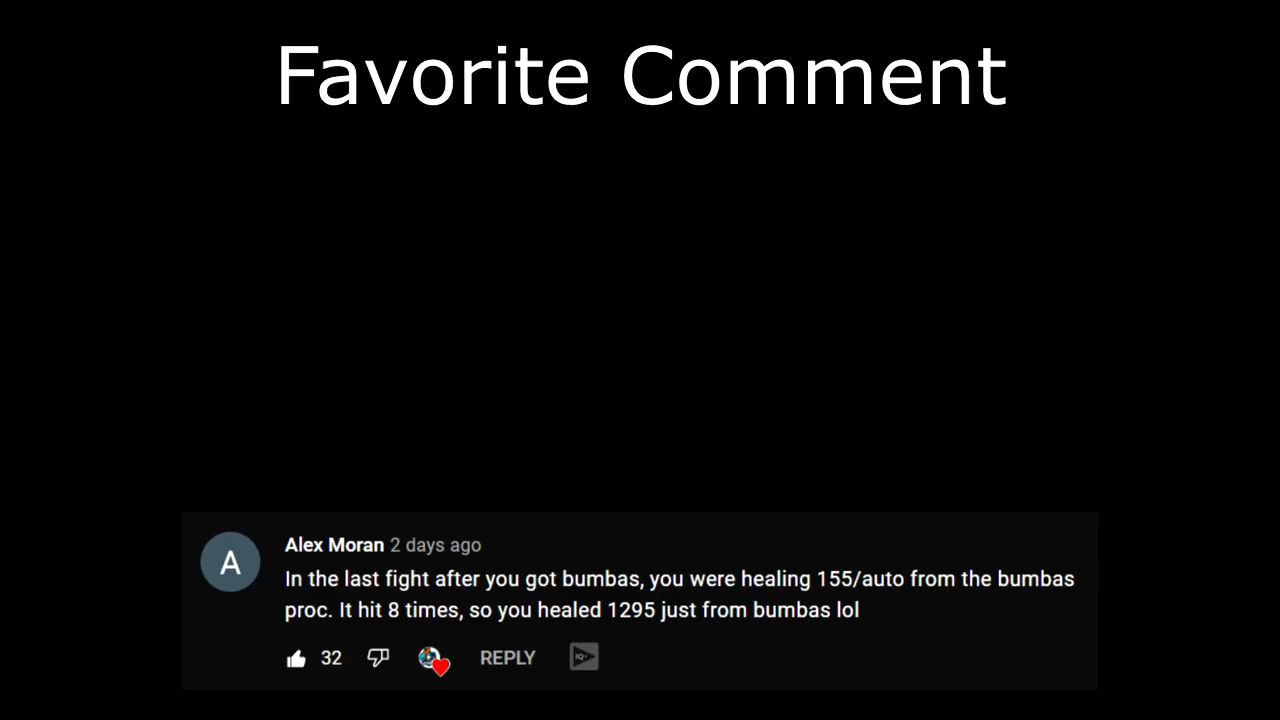 Favorite Comment
A
Alex Moran 2 days ago
In the last fight after you got bumbas, you were healing 155/auto from the bumbas
proc. It hit 8 times, so you healed 1295 just from bumbas lol
32 REPLY IQ+